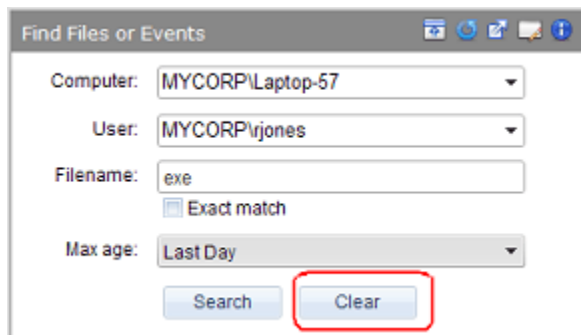 Find Files or Events
Computer: MYCORP\Laptop-57
User: MYCORP\rjones
Filename: exe
Exact match
Max age: Last Day
Search Clear